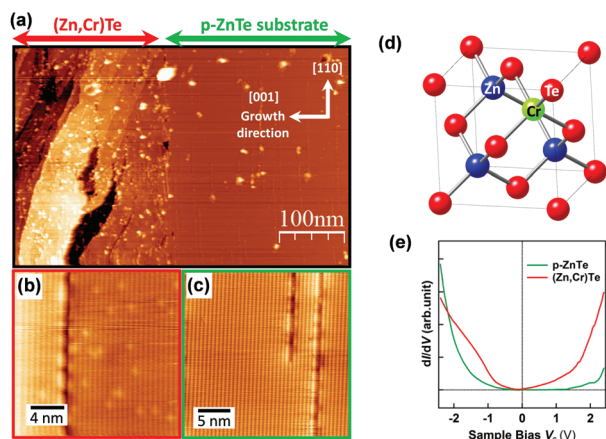 (a)
(Zn,Cr)Te
p-ZnTe substrate
[110]
[001]
Growth
direction
100nm
(b)
4 nm
(c)
5 nm
(d)
Zn
Te
Cr
(e)
p-ZnTe
(Zn,Cr)Te
dI/dV (arb.unit)
-2
-1
0
1
2
Sample Bias Vₛ (V)